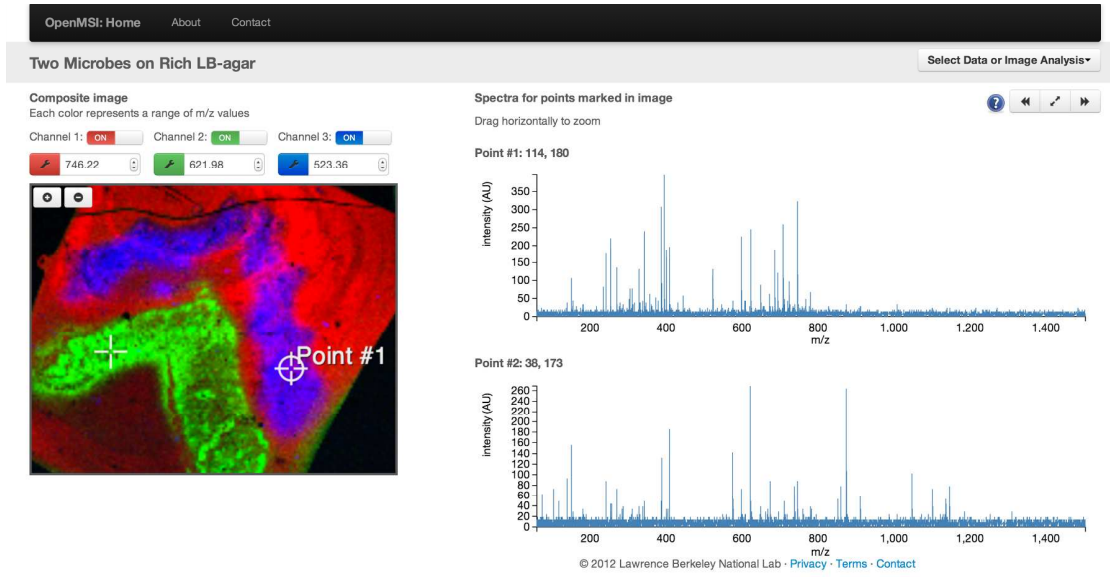 OpenMSI: Home About Contact
Two Microbes on Rich LB-agar
Select Data or Image Analysis
Composite image
Each color represents a range of m/z values
Channel 1: ON Channel 2: ON Channel 3: ON
746.22 621.98 523.36
Point #1
Spectra for points marked in image
Drag horizontally to zoom
?
Point #1: 114, 180
intensity (AU)
350
300
250
200
150
100
50
0
200 400 600 800 1,000 1,200 1,400
m/z
Point #2: 38, 173
intensity (AU)
260
240
220
200
180
160
140
120
100
80
60
40
20
0
200 400 600 800 1,000 1,200 1,400
m/z
© 2012 Lawrence Berkeley National Lab · Privacy · Terms · Contact